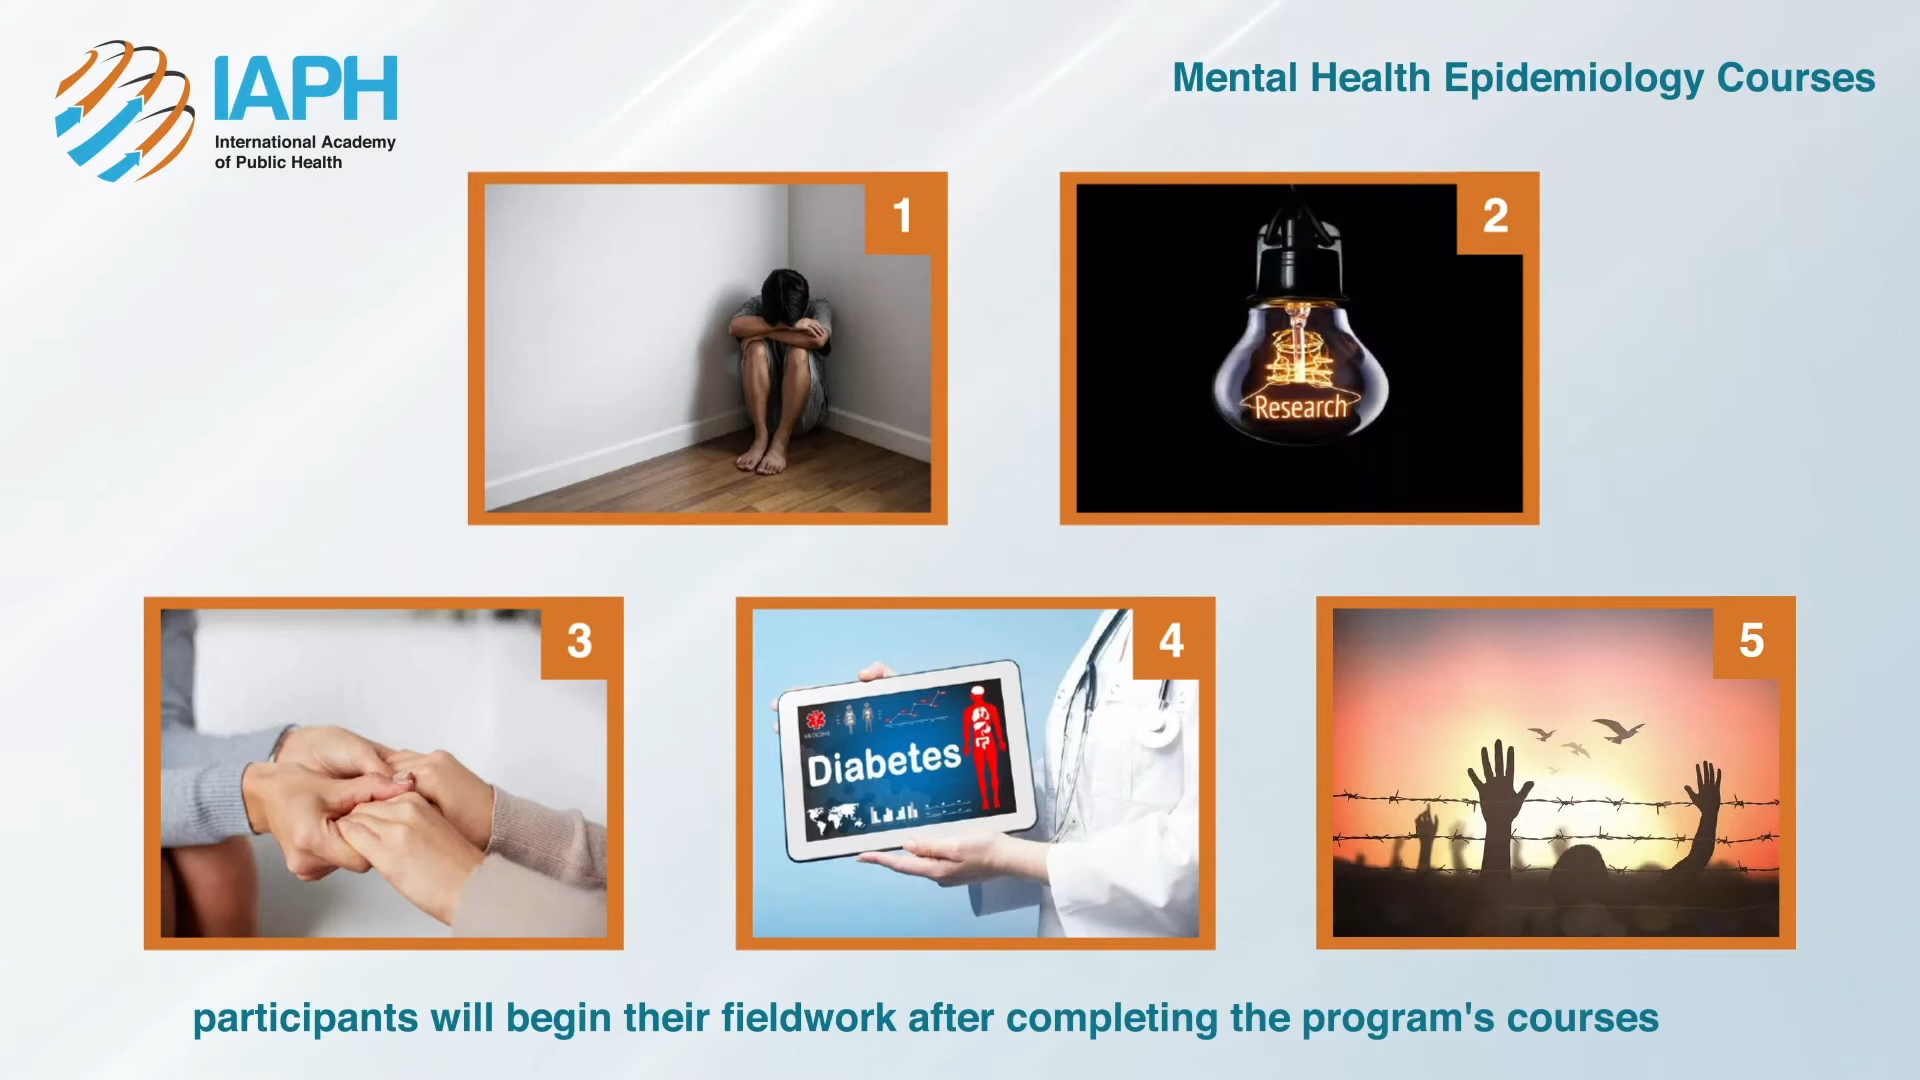 IAPH
International Academy
of Public Health
Mental Health Epidemiology Courses
1
2
Research
3
4
MEDICINE
Diabetes
5
participants will begin their fieldwork after completing the program's courses